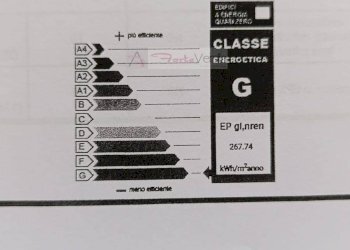 EDIFICI
A ENERGIA
QUASI ZERO
+ più efficiente
CLASSE
ENERGETICA
G
A4
A3
A2
A1
B
C
D
E
F
G
EP gl,nren
267.74
kWh/m²anno
— meno efficiente